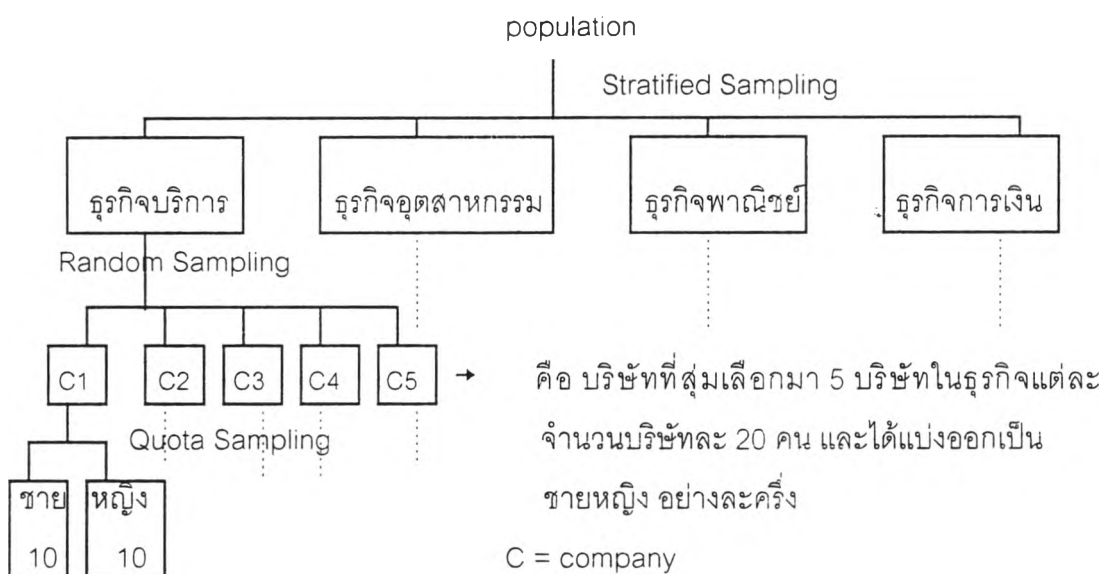 population
Stratified Sampling
ธุรกิจบริการ ธุรกิจอุตสาหกรรม ธุรกิจพาณิชย์ ธุรกิจการเงิน
Random Sampling
C1 C2 C3 C4 C5 → คือ บริษัทที่สุ่มเลือกมา 5 บริษัทในธุรกิจแต่ละ
จำนวนบริษัทละ 20 คน และได้แบ่งออกเป็น
Quota Sampling
ชาย หญิง ชายหญิง อย่างละครึ่ง
10 10 C = company